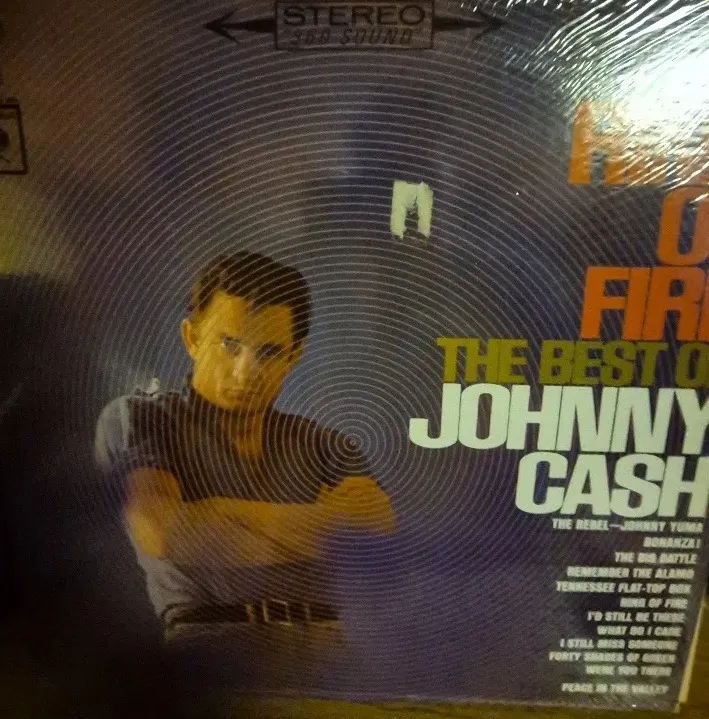 STEREO
360 SOUND
FIR
THE BEST O
JOHNNY
CASH
THE REBEL—JOHNNY YUMA
BONANZA!
THE BIG BATTLE
REMEMBER THE ALAMO
TENNESSEE FLAT-TOP BOX
RING OF FIRE
I'D STILL BE THERE
WHAT DO I CARE
I STILL MISS SOMEONE
FORTY SHADES OF GREEN
WERE YOU THERE
PEACE IN THE VALLEY